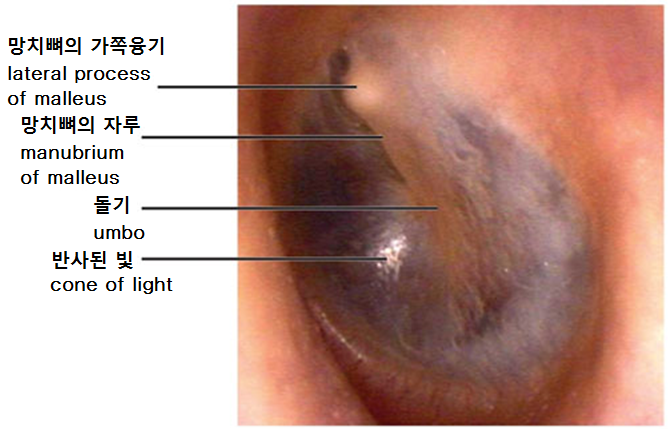 망치뼈의 가쪽융기
lateral process
of malleus
망치뼈의 자루
manubrium
of malleus
돌기
umbo
반사된 빛
cone of light